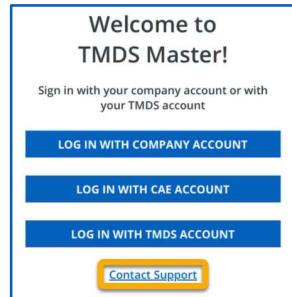 Welcome to
TMDS Master!
Sign in with your company account or with
your TMDS account
LOG IN WITH COMPANY ACCOUNT
LOG IN WITH CAE ACCOUNT
LOG IN WITH TMDS ACCOUNT
Contact Support